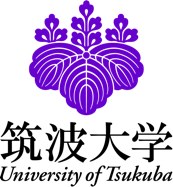 筑波大学
University of Tsukuba